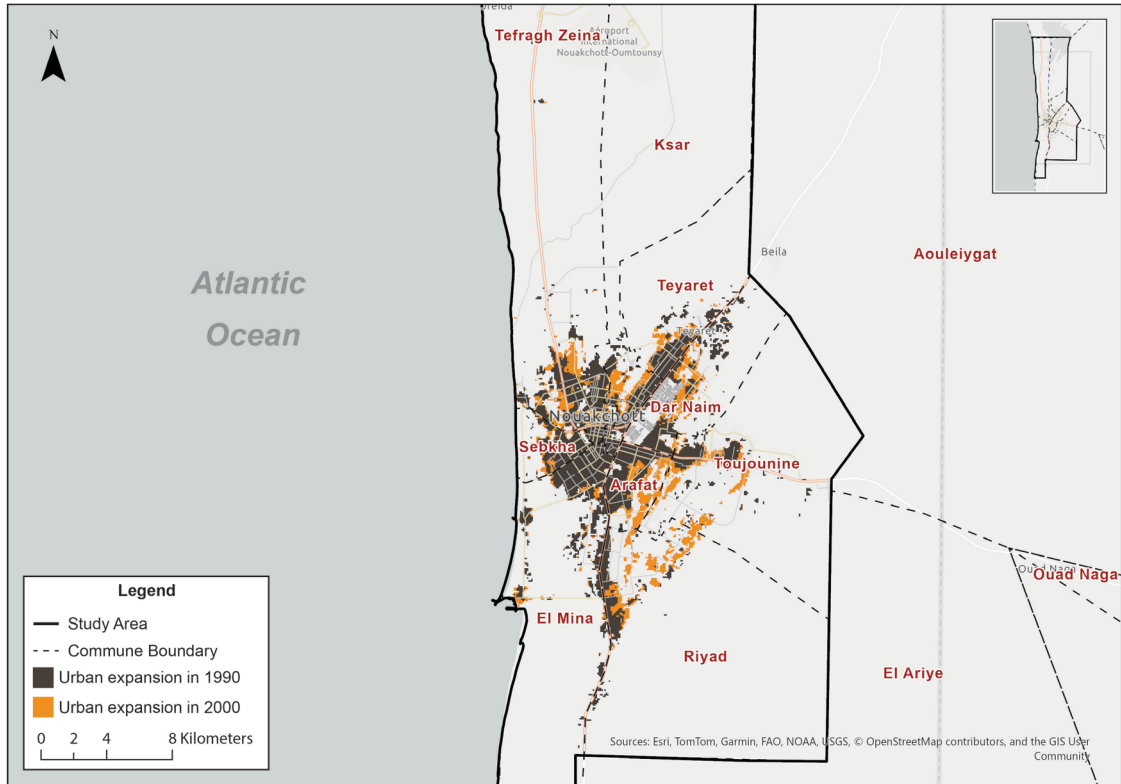 N
Tefragh Zeina
Aéroport
International
Nouakchott-Oumtounsy
Ksar
Beila
Aouleiygat
Atlantic
Ocean
Teyaret
Teyaret
Dar Naim
Nouakchott
Sebkha
Toujounine
Arafat
Ouad Naga
Ouad Naga
El Mina
Riyad
El Ariye
Legend
Study Area
Commune Boundary
Urban expansion in 1990
Urban expansion in 2000
0 2 4 8 Kilometers
Sources: Esri, TomTom, Garmin, FAO, NOAA, USGS, © OpenStreetMap contributors, and the GIS User
Community